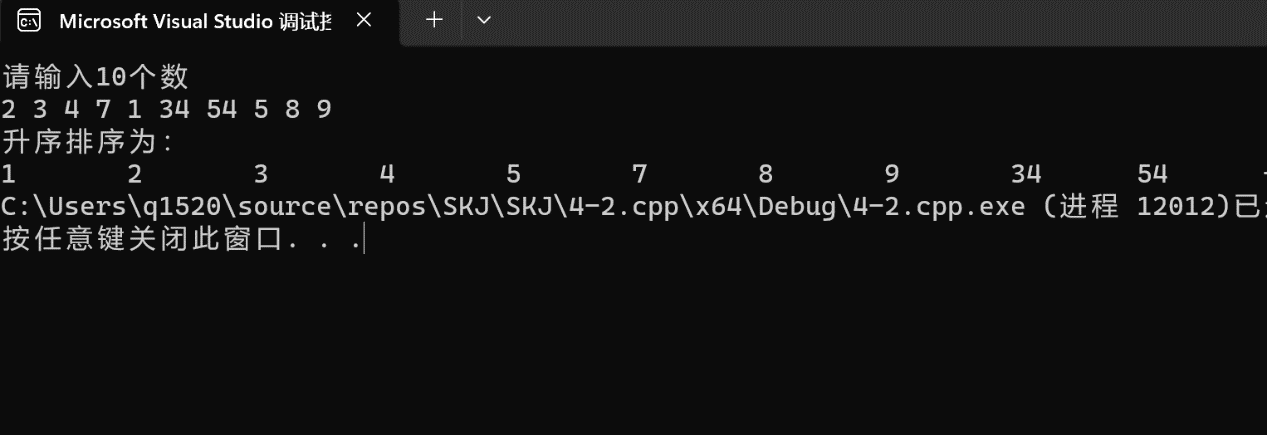 Microsoft Visual Studio 调试
请输入10个数
2 3 4 7 1 34 54 5 8 9
升序排序为:
1 2 3 4 5 7 8 9 34 54
C:\Users\q1520\source\repos\SKJ\SKJ\4-2.cpp\x64\Debug\4-2.cpp.exe (进程 12012)已
按任意键关闭此窗口. . .